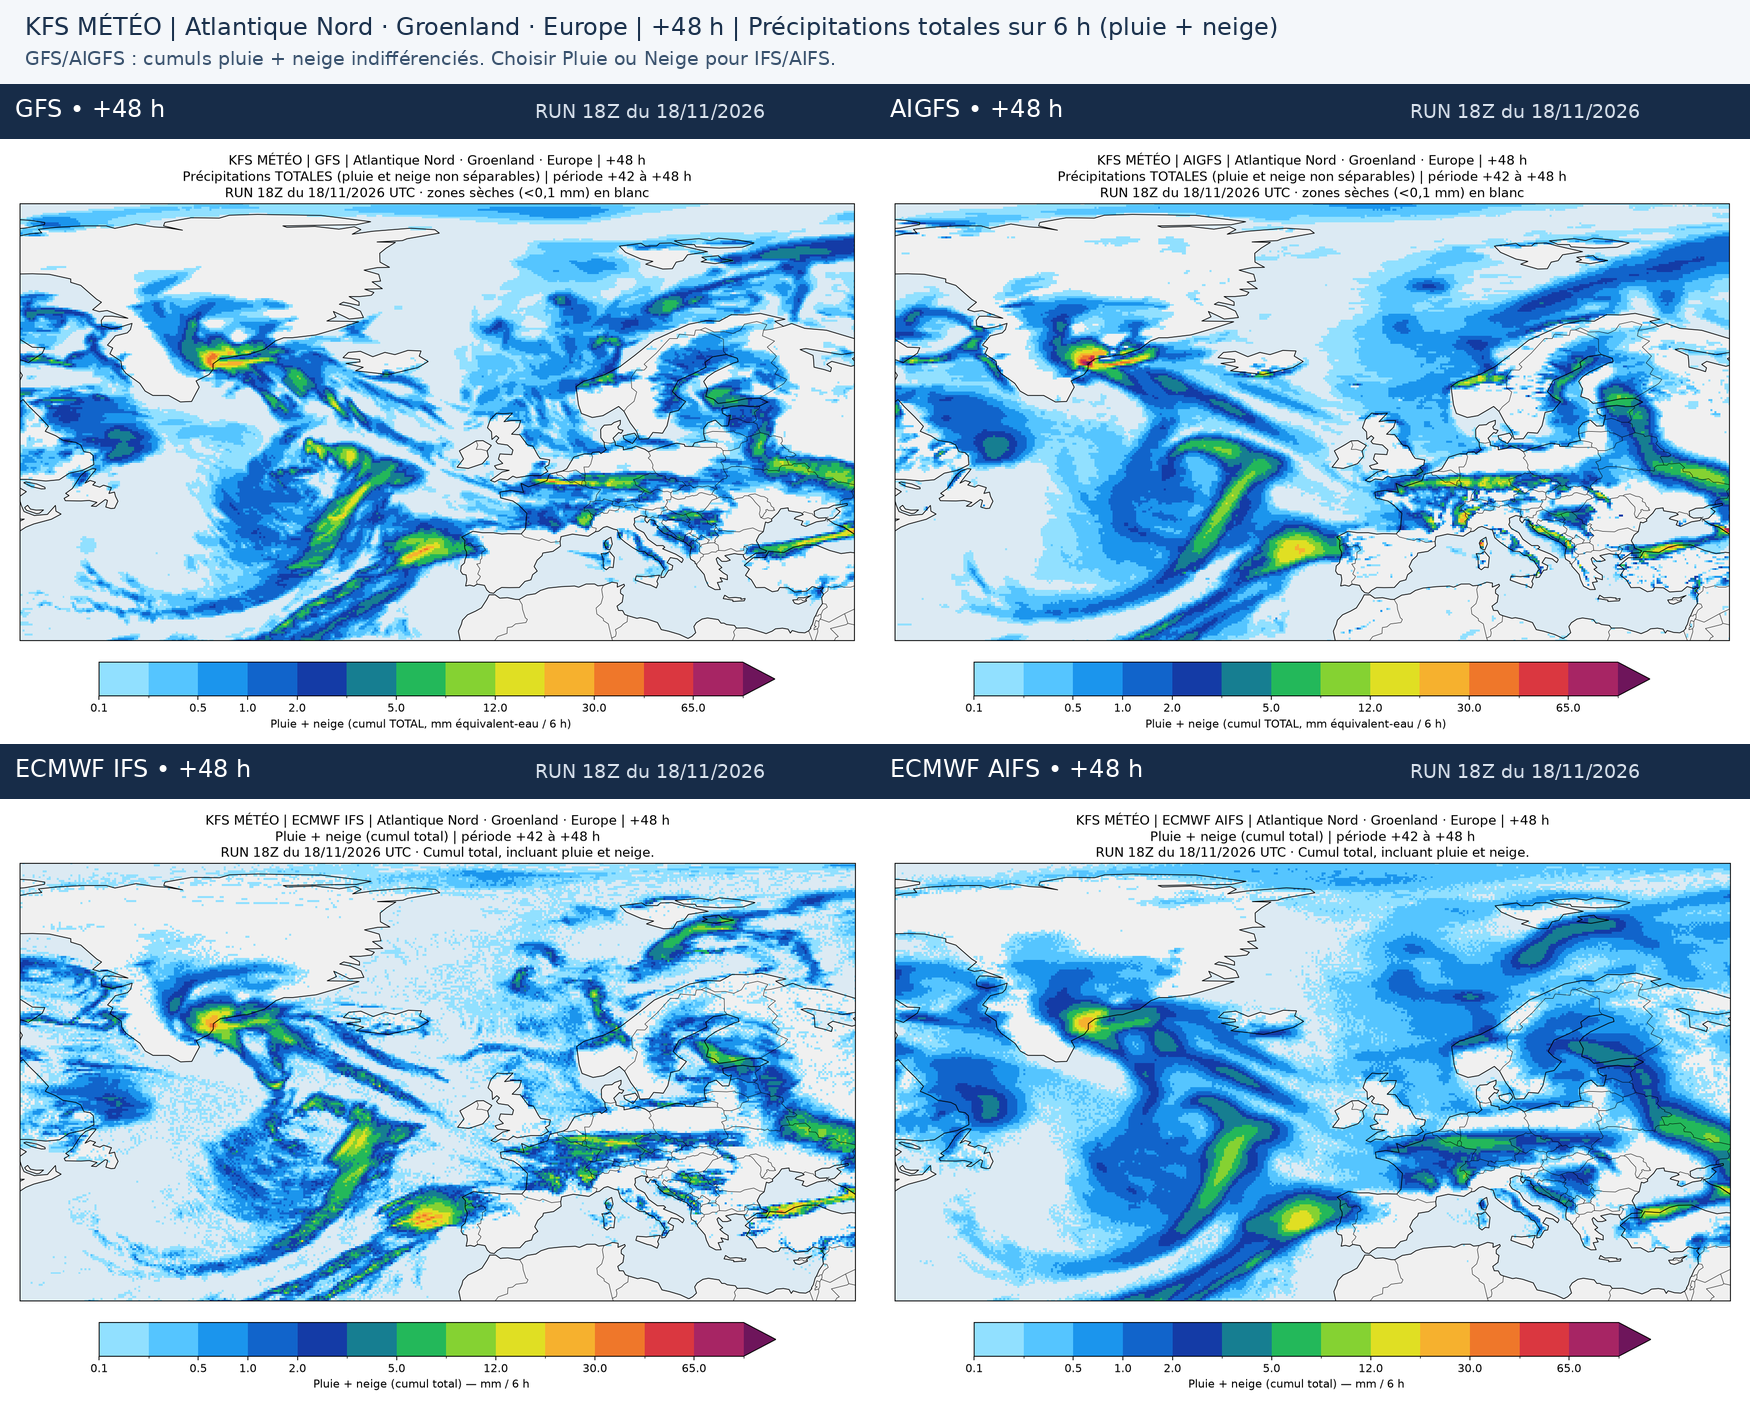 KFS MÉTÉO | Atlantique Nord · Groenland · Europe | +48 h | Précipitations totales sur 6 h (pluie + neige)
GFS/AIGFS : cumuls pluie + neige indifférenciés. Choisir Pluie ou Neige pour IFS/AIFS.
GFS • +48 h RUN 18Z du 18/11/2026
AIGFS • +48 h RUN 18Z du 18/11/2026
KFS MÉTÉO | GFS | Atlantique Nord · Groenland · Europe | +48 h
Précipitations TOTALES (pluie et neige non séparables) | période +42 à +48 h
RUN 18Z du 18/11/2026 UTC · zones sèches (<0,1 mm) en blanc
KFS MÉTÉO | AIGFS | Atlantique Nord · Groenland · Europe | +48 h
Précipitations TOTALES (pluie et neige non séparables) | période +42 à +48 h
RUN 18Z du 18/11/2026 UTC · zones sèches (<0,1 mm) en blanc
0.1 0.5 1.0 2.0 5.0 12.0 30.0 65.0
Pluie + neige (cumul TOTAL, mm équivalent-eau / 6 h)
0.1 0.5 1.0 2.0 5.0 12.0 30.0 65.0
Pluie + neige (cumul TOTAL, mm équivalent-eau / 6 h)
ECMWF IFS • +48 h RUN 18Z du 18/11/2026
ECMWF AIFS • +48 h RUN 18Z du 18/11/2026
KFS MÉTÉO | ECMWF IFS | Atlantique Nord · Groenland · Europe | +48 h
Pluie + neige (cumul total) | période +42 à +48 h
RUN 18Z du 18/11/2026 UTC · Cumul total, incluant pluie et neige.
KFS MÉTÉO | ECMWF AIFS | Atlantique Nord · Groenland · Europe | +48 h
Pluie + neige (cumul total) | période +42 à +48 h
RUN 18Z du 18/11/2026 UTC · Cumul total, incluant pluie et neige.
0.1 0.5 1.0 2.0 5.0 12.0 30.0 65.0
Pluie + neige (cumul total) — mm / 6 h
0.1 0.5 1.0 2.0 5.0 12.0 30.0 65.0
Pluie + neige (cumul total) — mm / 6 h